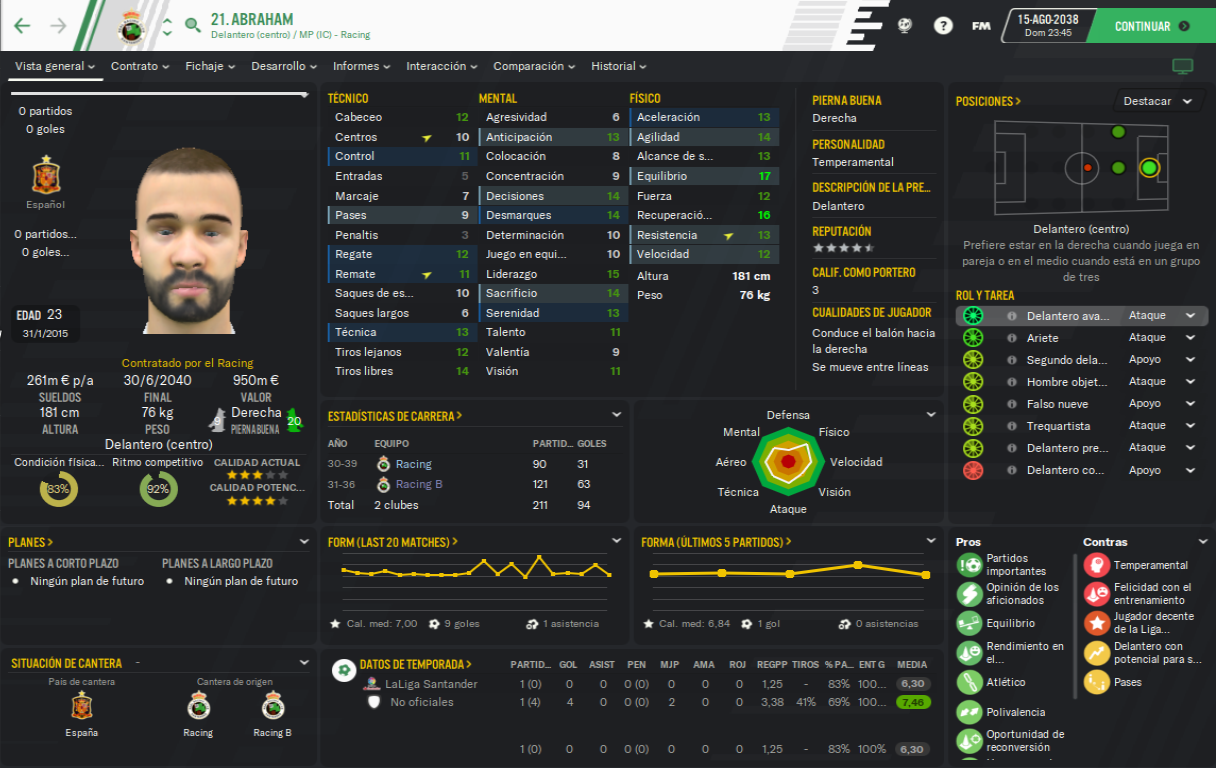 21. ABRAHAM
Delantero (centro) / MP (IC) - Racing
?
FM
15-AGO-2038
Dom 23:45
CONTINUAR
Vista general
Contrato
Fichaje
Desarrollo
Informes
Interacción
Comparación
Historial
0 partidos
0 goles
Español
0 partidos...
0 goles...
EDAD 23
31/1/2015
Contratado por el Racing
261m € p/a 30/6/2040 950m €
SUELDOS FINAL VALOR
181 cm 76 kg Derecha
ALTURA PESO PIERNA BUENA
9 20
Delantero (centro)
Condición física... Ritmo competitivo CALIDAD ACTUAL
83% 92%
CALIDAD POTENC...
TÉCNICO
Cabeceo 12
Centros 10
Control 11
Entradas 5
Marcaje 7
Pases 9
Penaltis 3
Regate 12
Remate 11
Saques de es... 10
Saques largos 6
Técnica 13
Tiros lejanos 12
Tiros libres 14
MENTAL
Agresividad 6
Anticipación 13
Colocación 8
Concentración 9
Decisiones 14
Desmarques 14
Determinación 10
Juego en equi... 10
Liderazgo 15
Sacrificio 14
Serenidad 13
Talento 11
Valentía 9
Visión 11
FÍSICO
Aceleración 13
Agilidad 14
Alcance de s... 13
Equilibrio 17
Fuerza 12
Recuperació... 16
Resistencia 13
Velocidad 12
Altura 181 cm
Peso 76 kg
PIERNA BUENA
Derecha
PERSONALIDAD
Temperamental
DESCRIPCIÓN DE LA PRE...
Delantero
REPUTACIÓN
CALIF. COMO PORTERO
3
CUALIDADES DE JUGADOR
Conduce el balón hacia
la derecha
Se mueve entre líneas
POSICIONES >
Destacar
Delantero (centro)
Prefiere estar en la derecha cuando juega en
pareja o en el medio cuando está en un grupo
de tres
ROL Y TAREA
Delantero ava... Ataque
Ariete Ataque
Segundo dela... Apoyo
Hombre objet... Ataque
Falso nueve Apoyo
Trequartista Ataque
Delantero pre... Ataque
Delantero co... Apoyo
ESTADÍSTICAS DE CARRERA >
AÑO EQUIPO PARTID... GOLES
30-39 Racing 90 31
31-36 Racing B 121 63
Total 2 clubes 211 94
Defensa
Mental Físico
Aéreo Velocidad
Técnica Visión
Ataque
PLANES >
PLANES A CORTO PLAZO PLANES A LARGO PLAZO
Ningún plan de futuro Ningún plan de futuro
FORM (LAST 20 MATCHES) >
Cal. med: 7,00 9 goles 1 asistencia
FORMA (ÚLTIMOS 5 PARTIDOS) >
Cal. med: 6,84 1 gol 0 asistencias
SITUACIÓN DE CANTERA -
País de cantera Cantera de origen
España Racing Racing B
DATOS DE TEMPORADA > PARTID... GOL ASIST PEN MJP AMA ROJ REGPP TIROS % PA... ENT G MEDIA
LaLiga Santander 1 (0) 0 0 0 (0) 0 0 0 1,25 - 83% 100... 6,30
No oficiales 1 (4) 4 0 0 (0) 2 0 0 3,38 41% 69% 100... 7,46
1 (0) 0 0 0 (0) 0 0 0 1,25 - 83% 100% 6,30
Pros
Partidos
importantes
Opinión de los
aficionados
Equilibrio
Rendimiento en
el...
Atlético
Polivalencia
Oportunidad de
reconversión
Contras
Temperamental
Felicidad con el
entrenamiento
Jugador decente
de la Liga...
Delantero con
potencial para s...
Pases